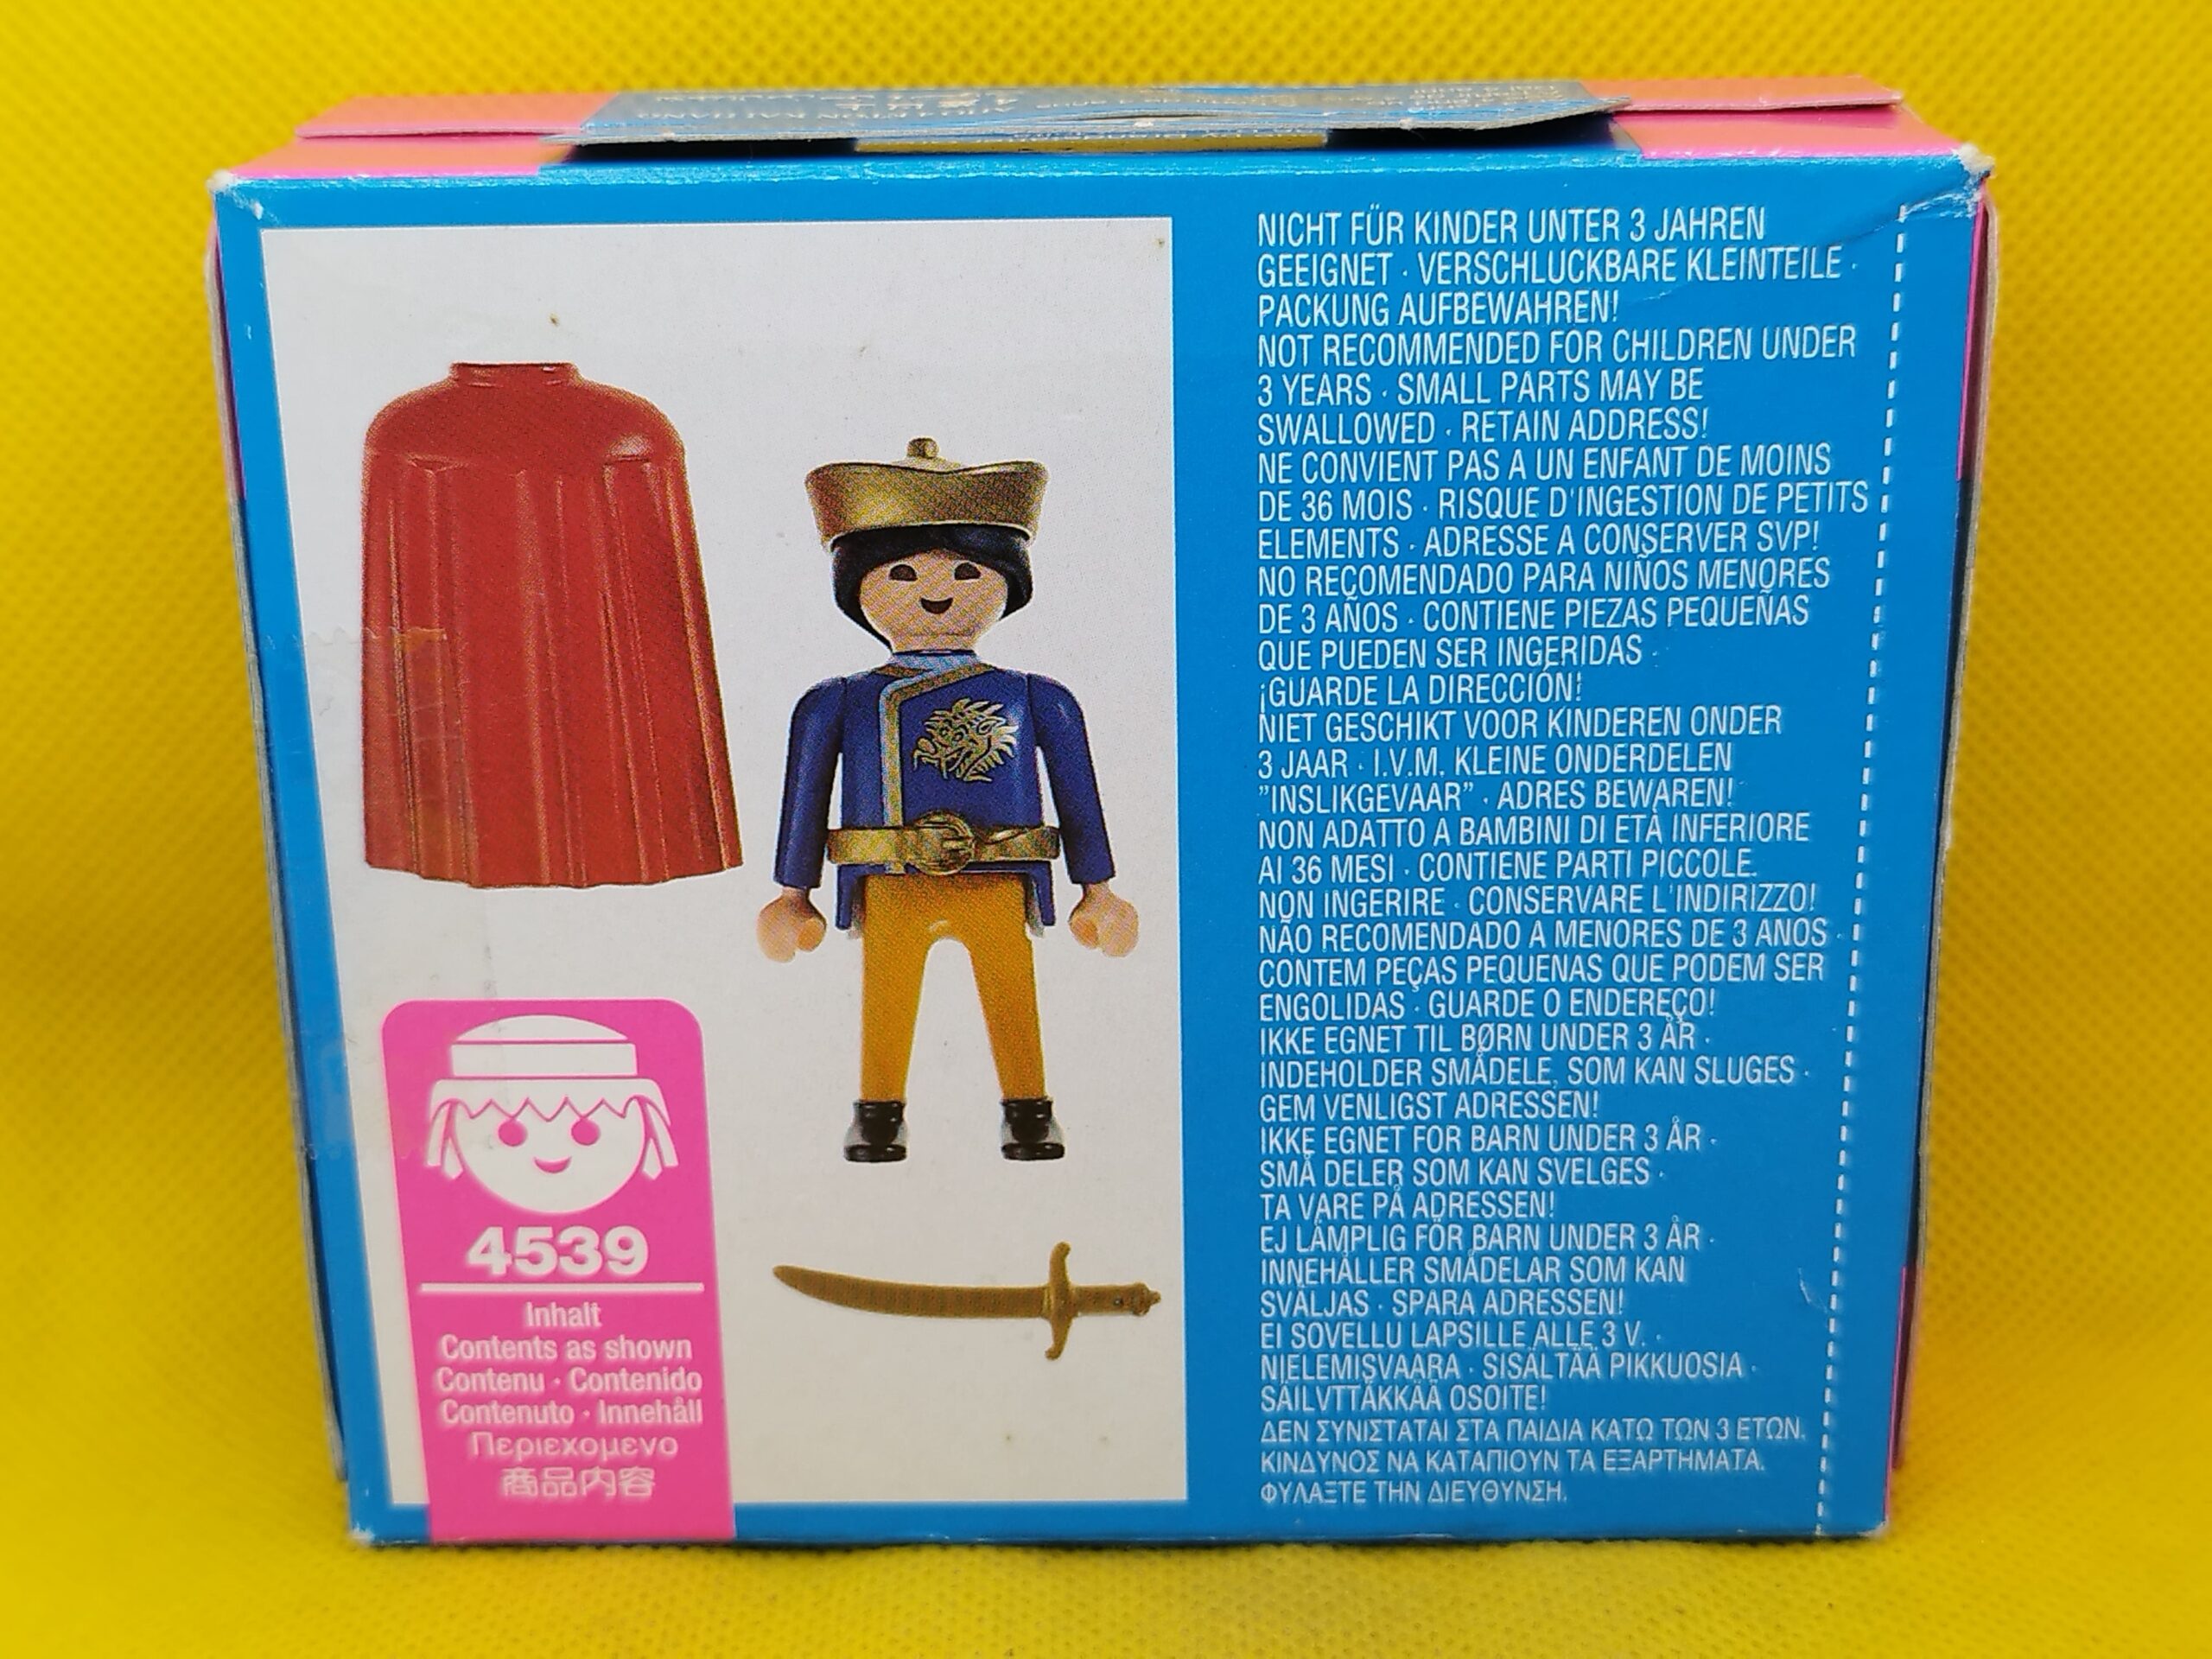 4539
Inhalt
Contents as shown
Contenu · Contenido
Contenuto · Innehåll
Περιεχομενο
商品内容
NICHT FÜR KINDER UNTER 3 JAHREN
GEEIGNET · VERSCHLUCKBARE KLEINTEILE ·
PACKUNG AUFBEWAHREN!
NOT RECOMMENDED FOR CHILDREN UNDER
3 YEARS · SMALL PARTS MAY BE
SWALLOWED · RETAIN ADDRESS!
NE CONVIENT PAS A UN ENFANT DE MOINS
DE 36 MOIS · RISQUE D'INGESTION DE PETITS
ELEMENTS · ADRESSE A CONSERVER SVP!
NO RECOMENDADO PARA NIÑOS MENORES
DE 3 AÑOS · CONTIENE PIEZAS PEQUEÑAS
QUE PUEDEN SER INGERIDAS ·
¡GUARDE LA DIRECCIÓN!
NIET GESCHIKT VOOR KINDEREN ONDER
3 JAAR · I.V.M. KLEINE ONDERDELEN
"INSLIKGEVAAR" · ADRES BEWAREN!
NON ADATTO A BAMBINI DI ETÀ INFERIORE
AI 36 MESI · CONTIENE PARTI PICCOLE.
NON INGERIRE · CONSERVARE L'INDIRIZZO!
NÃO RECOMENDADO A MENORES DE 3 ANOS ·
CONTEM PEÇAS PEQUENAS QUE PODEM SER
ENGOLIDAS · GUARDE O ENDEREÇO!
IKKE EGNET TIL BØRN UNDER 3 ÅR ·
INDEHOLDER SMÅDELE, SOM KAN SLUGES ·
GEM VENLIGST ADRESSEN!
IKKE EGNET FOR BARN UNDER 3 ÅR ·
SMÅ DELER SOM KAN SVELGES ·
TA VARE PÅ ADRESSEN!
EJ LÄMPLIG FÖR BARN UNDER 3 ÅR ·
INNEHÅLLER SMÅDELAR SOM KAN
SVÄLJAS · SPARA ADRESSEN!
EI SOVELLU LAPSILLE ALLE 3 V. ·
NIELEMISVAARA · SISÄLTÄÄ PIKKUOSIA ·
SÄILVTTÄKKÄÄ OSOITE!
ΔΕΝ ΣΥΝΙΣΤΑΤΑΙ ΣΤΑ ΠΑΙΔΙΑ ΚΑΤΩ ΤΩΝ 3 ΕΤΩΝ.
ΚΙΝΔΥΝΟΣ ΝΑ ΚΑΤΑΠΙΟΥΝ ΤΑ ΕΞΑΡΤΗΜΑΤΑ.
ΦΥΛΑΞΤΕ ΤΗΝ ΔΙΕΥΘΥΝΣΗ.